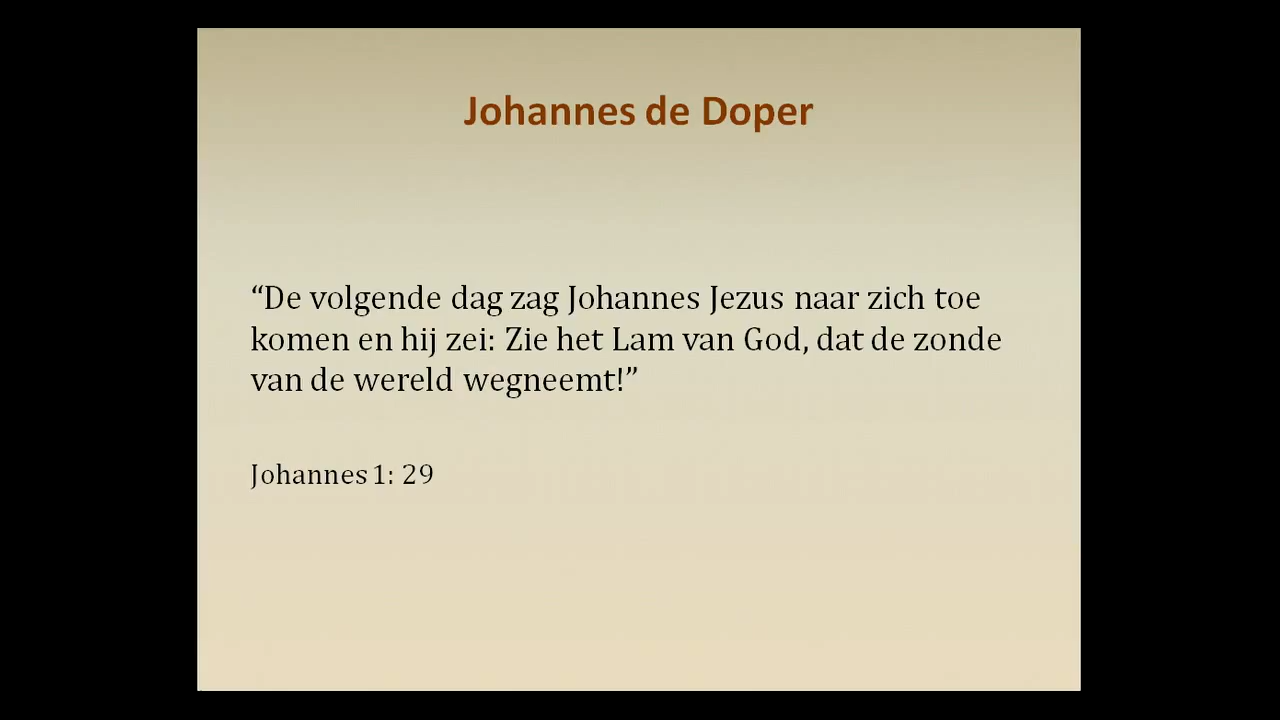 Johannes de Doper
“De volgende dag zag Johannes Jezus naar zich toe
komen en hij zei: Zie het Lam van God, dat de zonde
van de wereld wegneemt!”
Johannes 1: 29